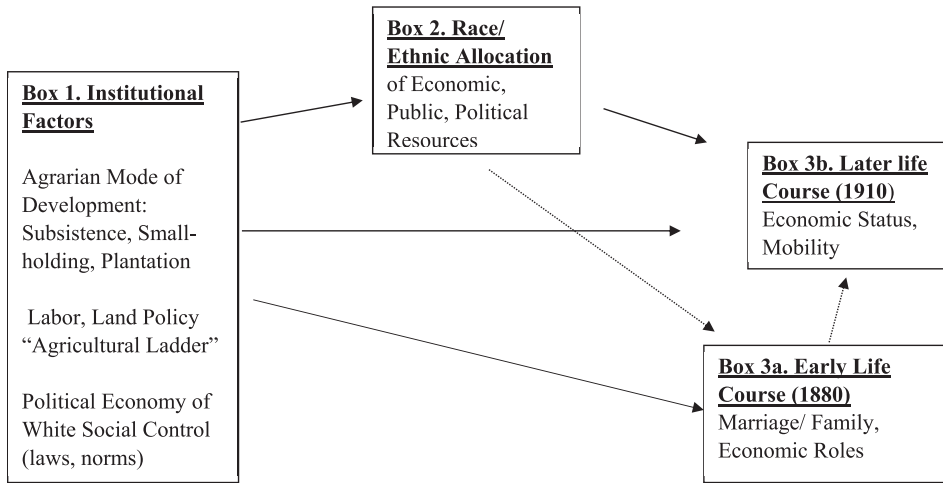 Box 1. Institutional
Factors
Agrarian Mode of
Development:
Subsistence, Small-
holding, Plantation
Labor, Land Policy
“Agricultural Ladder”
Political Economy of
White Social Control
(laws, norms)
Box 2. Race/
Ethnic Allocation
of Economic,
Public, Political
Resources
Box 3b. Later life
Course (1910)
Economic Status,
Mobility
Box 3a. Early Life
Course (1880)
Marriage/ Family,
Economic Roles